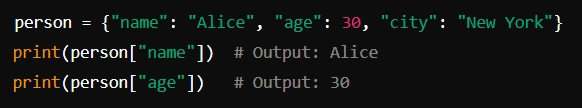 person = {"name": "Alice", "age": 30, "city": "New York"}
print(person["name"])  # Output: Alice
print(person["age"])   # Output: 30